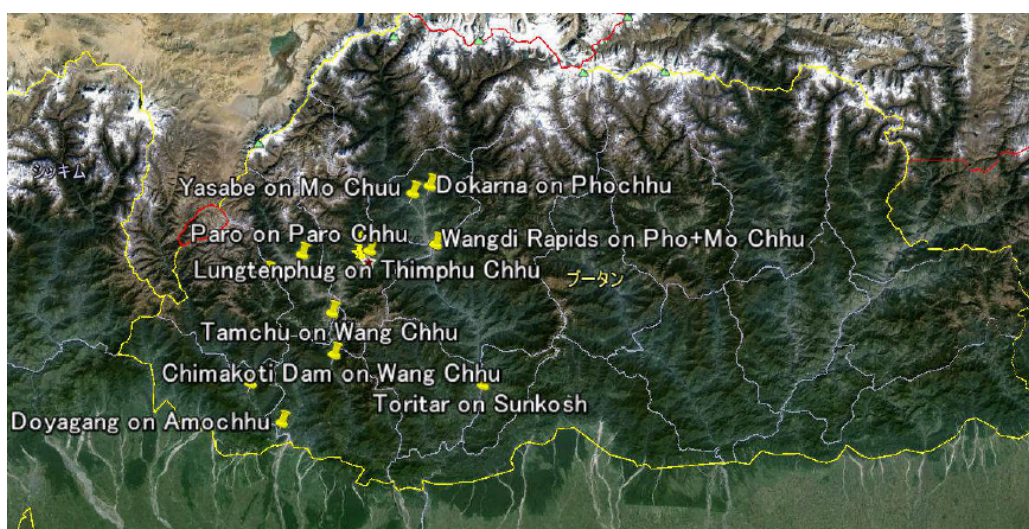 シッキム
Yasabe on Mo Chuu
Dokarna on Phochhu
Paro on Paro Chhu
Wangdi Rapids on Pho+Mo Chhu
Lungtenphug on Thimphu Chhu
ブータン
Tamchu on Wang Chhu
Chimakoti Dam on Wang Chhu
Toritar on Sunkosh
Doyagang on Amochhu